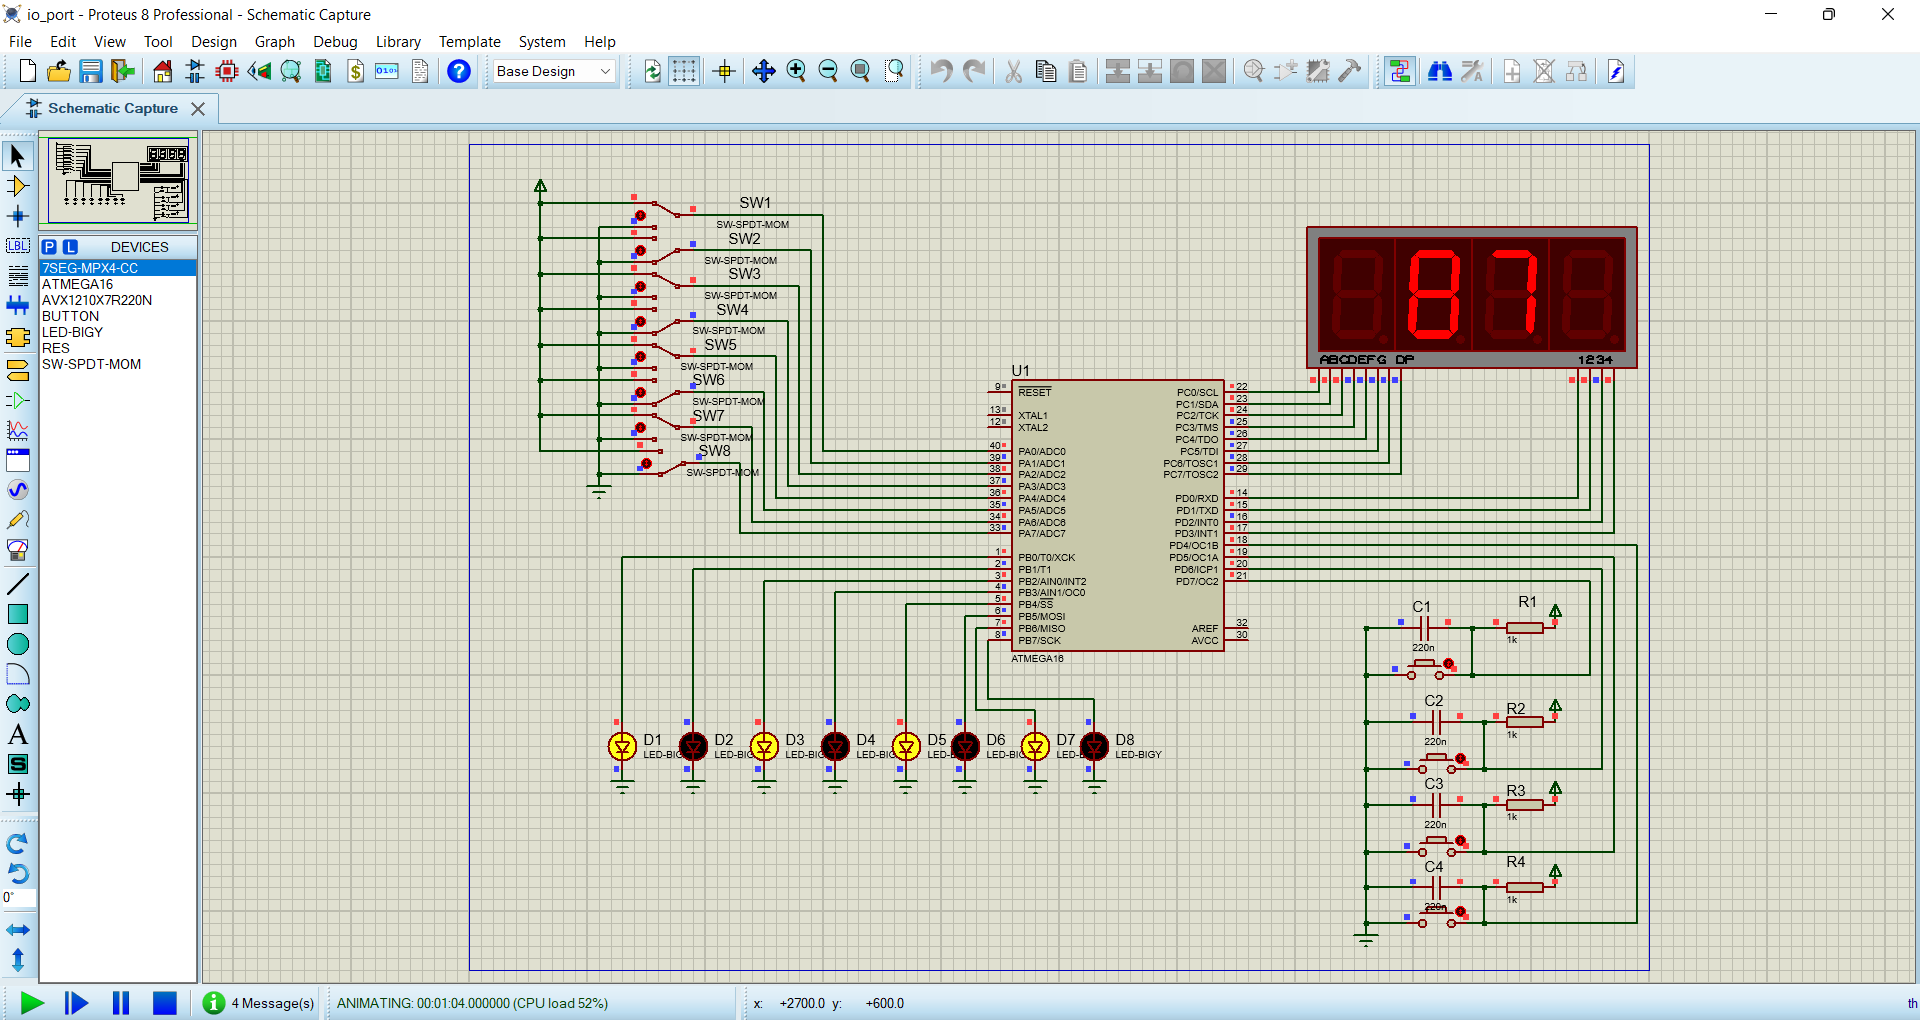 io_port - Proteus 8 Professional - Schematic Capture
File Edit View Tool Design Graph Debug Library Template System Help
Base Design
Schematic Capture
P L DEVICES
7SEG-MPX4-CC
ATMEGA16
AVX1210X7R220N
BUTTON
LED-BIGY
RES
SW-SPDT-MOM
LBL
A
S
0°
SW1
SW-SPDT-MOM
SW2
SW-SPDT-MOM
SW3
SW-SPDT-MOM
SW4
SW-SPDT-MOM
SW5
SW-SPDT-MOM
SW6
SW-SPDT-MOM
SW7
SW-SPDT-MOM
SW8
SW-SPDT-MOM
87
ABCDEFG DP 1234
U1
9 RESET
13 XTAL1
12 XTAL2
40 PA0/ADC0
39 PA1/ADC1
38 PA2/ADC2
37 PA3/ADC3
36 PA4/ADC4
35 PA5/ADC5
34 PA6/ADC6
33 PA7/ADC7
1 PB0/T0/XCK
2 PB1/T1
3 PB2/AIN0/INT2
4 PB3/AIN1/OC0
5 PB4/SS
6 PB5/MOSI
7 PB6/MISO
8 PB7/SCK
PC0/SCL 22
PC1/SDA 23
PC2/TCK 24
PC3/TMS 25
PC4/TDO 26
PC5/TDI 27
PC6/TOSC1 28
PC7/TOSC2 29
PD0/RXD 14
PD1/TXD 15
PD2/INT0 16
PD3/INT1 17
PD4/OC1B 18
PD5/OC1A 19
PD6/ICP1 20
PD7/OC2 21
AREF 32
AVCC 30
ATMEGA16
D1
LED-BIG
D2
LED-BIG
D3
LED-BIG
D4
LED-BIG
D5
LED-
D6
LED-BIG
D7
LED-B
D8
LED-BIGY
C1
220n
R1
1k
C2
220n
R2
1k
C3
220n
R3
1k
C4
220n
R4
1k
4 Message(s) ANIMATING: 00:01:04.000000 (CPU load 52%) x: +2700.0 y: +600.0 th